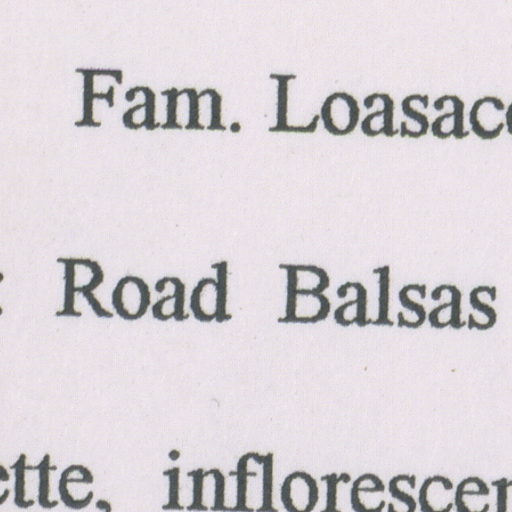 Fam. Loasac
: Road Balsas
ette, inflorescen